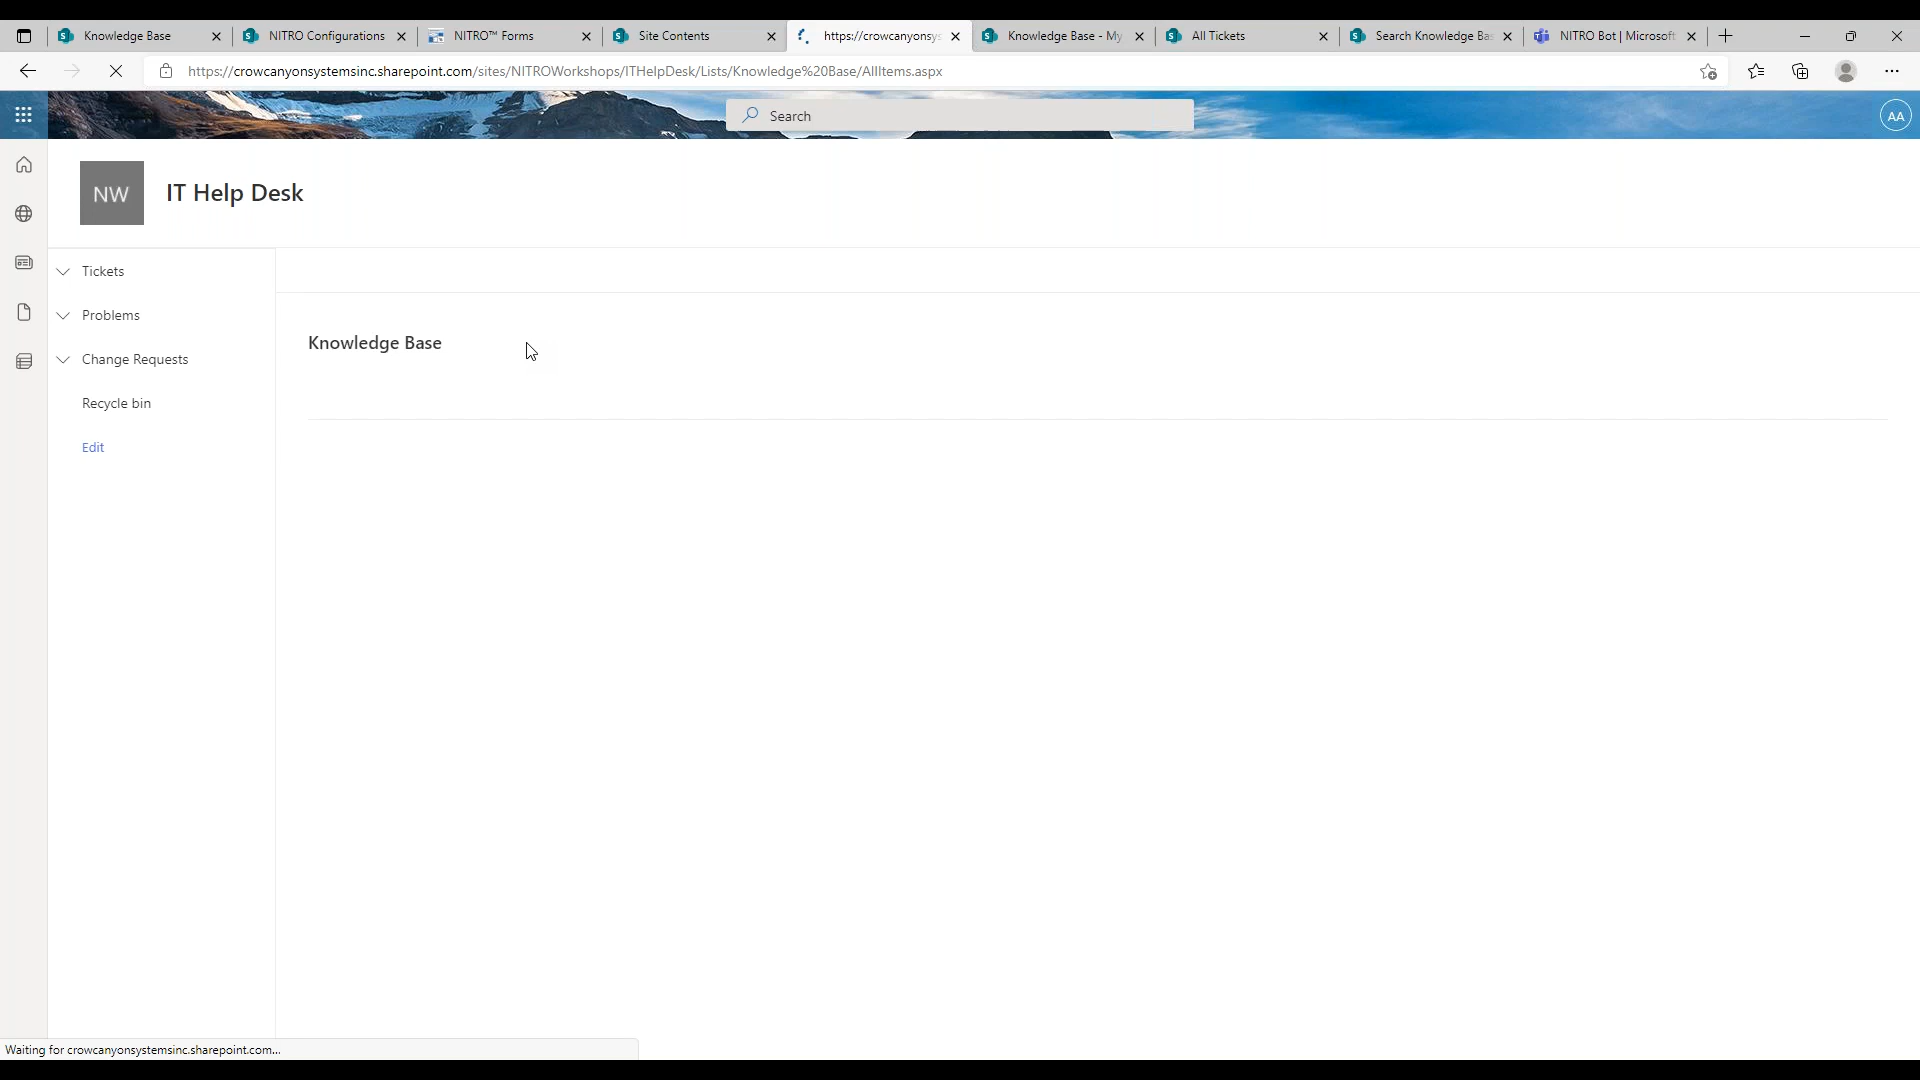 Knowledge Base
NITRO Configurations
NITRO™ Forms
Site Contents
https://crowcanyonsys
Knowledge Base - My
All Tickets
Search Knowledge Bas
NITRO Bot | Microsoft
https://crowcanyonsystemsinc.sharepoint.com/sites/NITROWorkshops/ITHelpDesk/Lists/Knowledge%20Base/AllItems.aspx
Search
AA
NW
IT Help Desk
Tickets
Problems
Change Requests
Recycle bin
Edit
Knowledge Base
Waiting for crowcanyonsystemsinc.sharepoint.com...